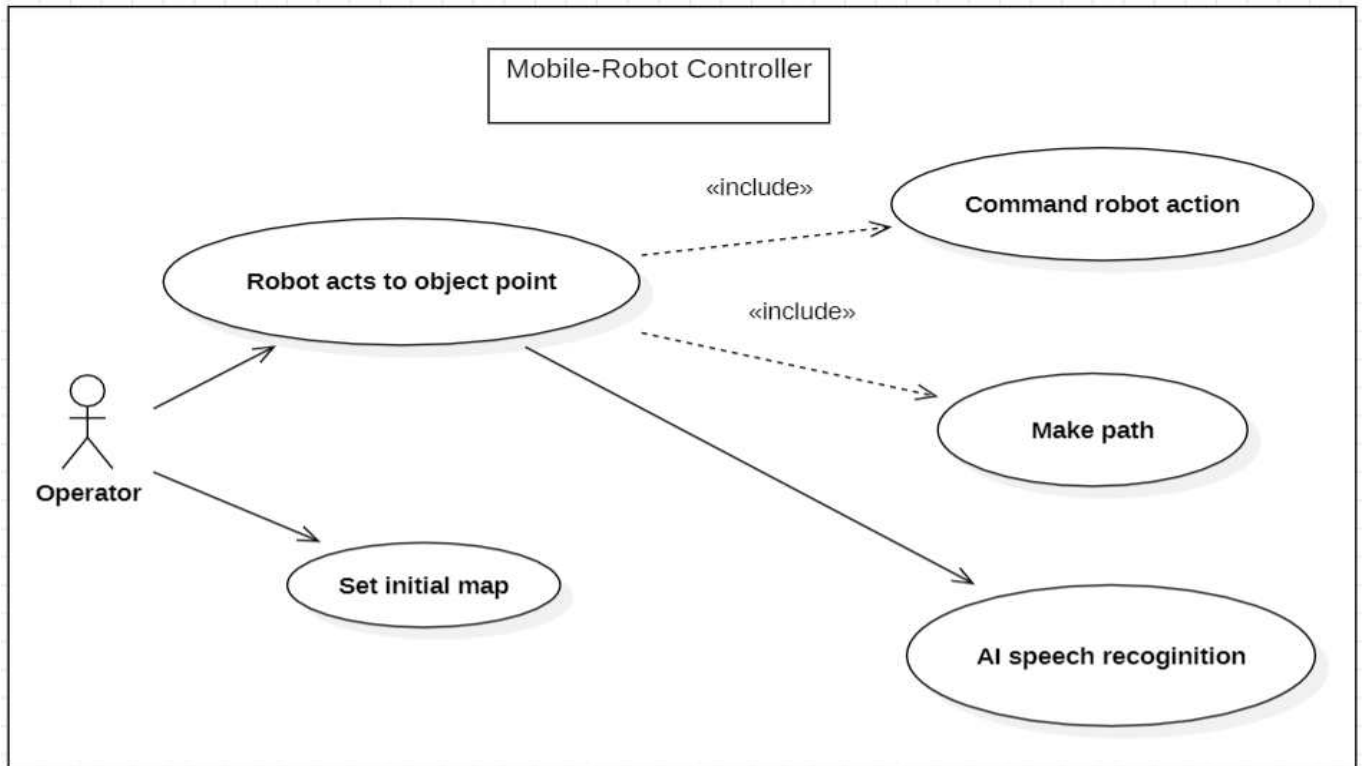 Mobile-Robot Controller
«include»
Command robot action
Robot acts to object point
«include»
Make path
Operator
Set initial map
AI speech recoginition